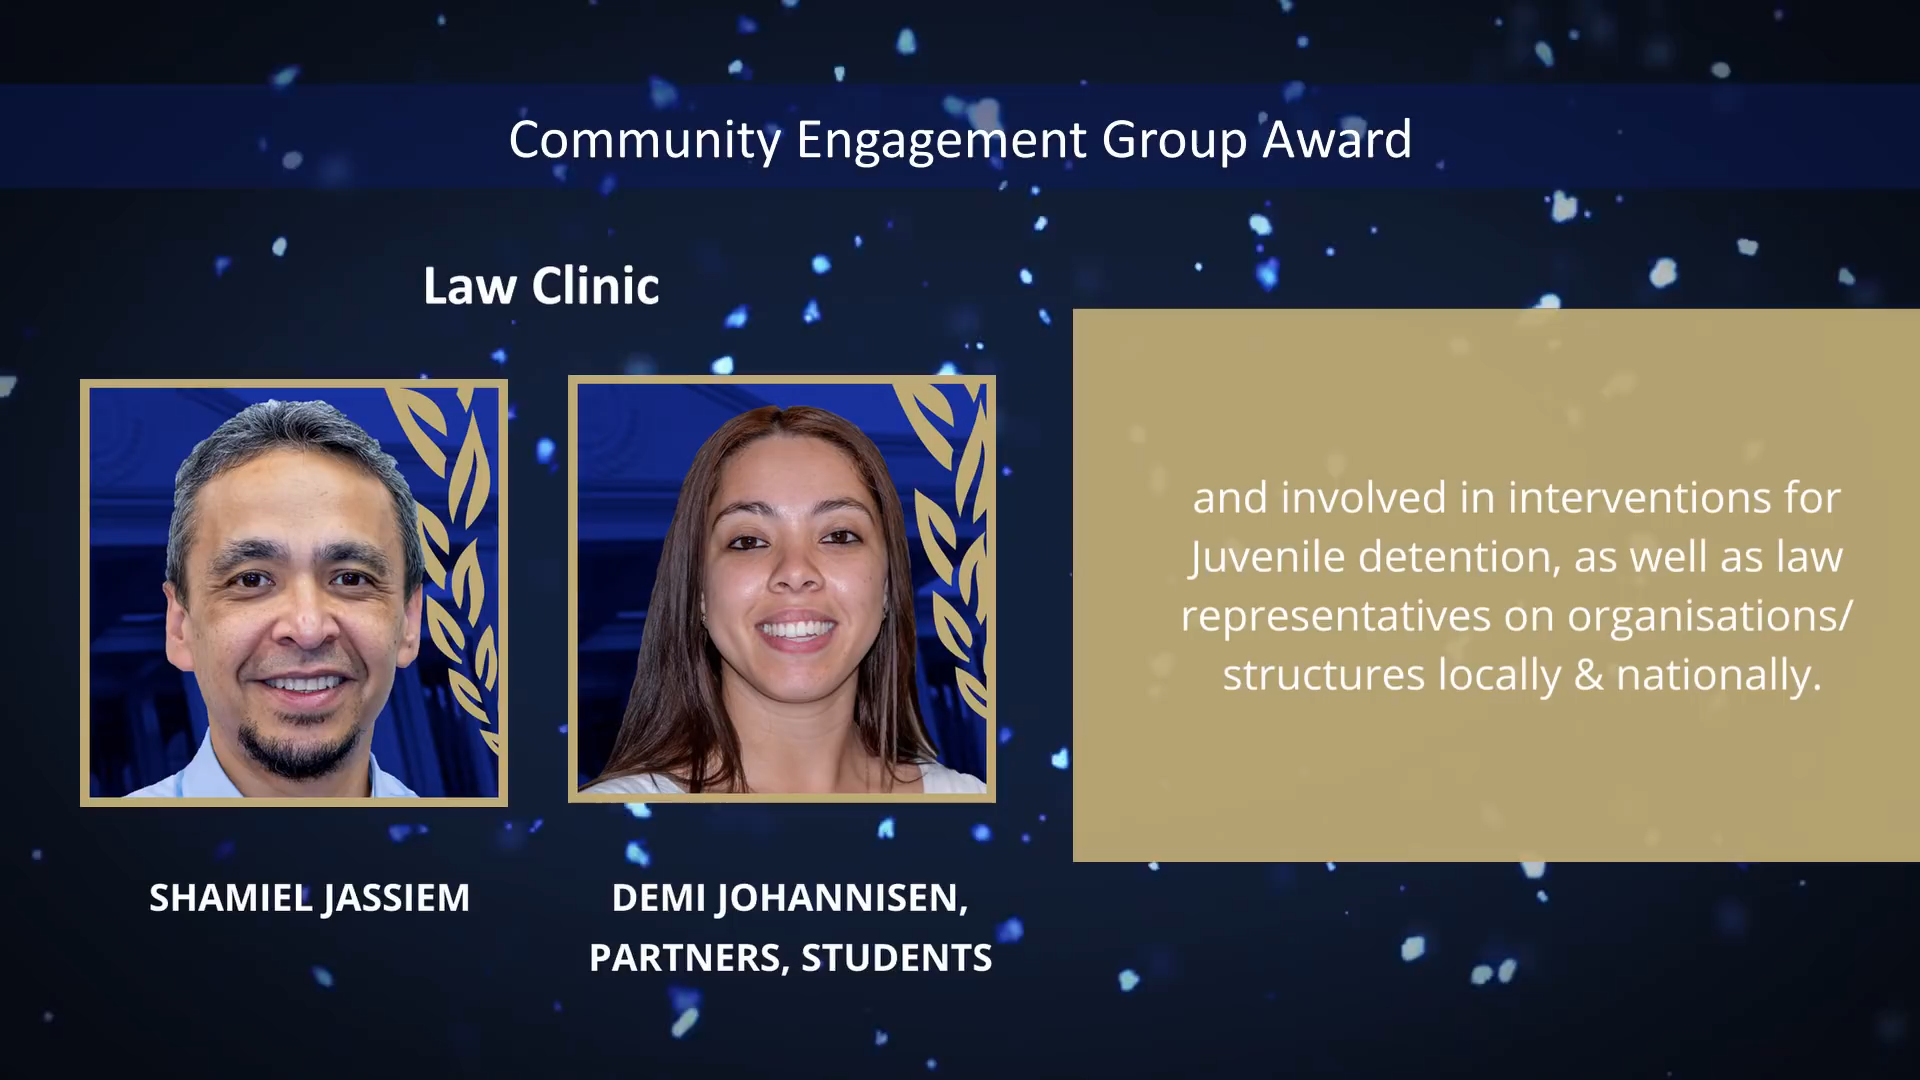 Community Engagement Group Award
Law Clinic
and involved in interventions for
Juvenile detention, as well as law
representatives on organisations/
structures locally & nationally.
SHAMIEL JASSIEM
DEMI JOHANNISEN,
PARTNERS, STUDENTS